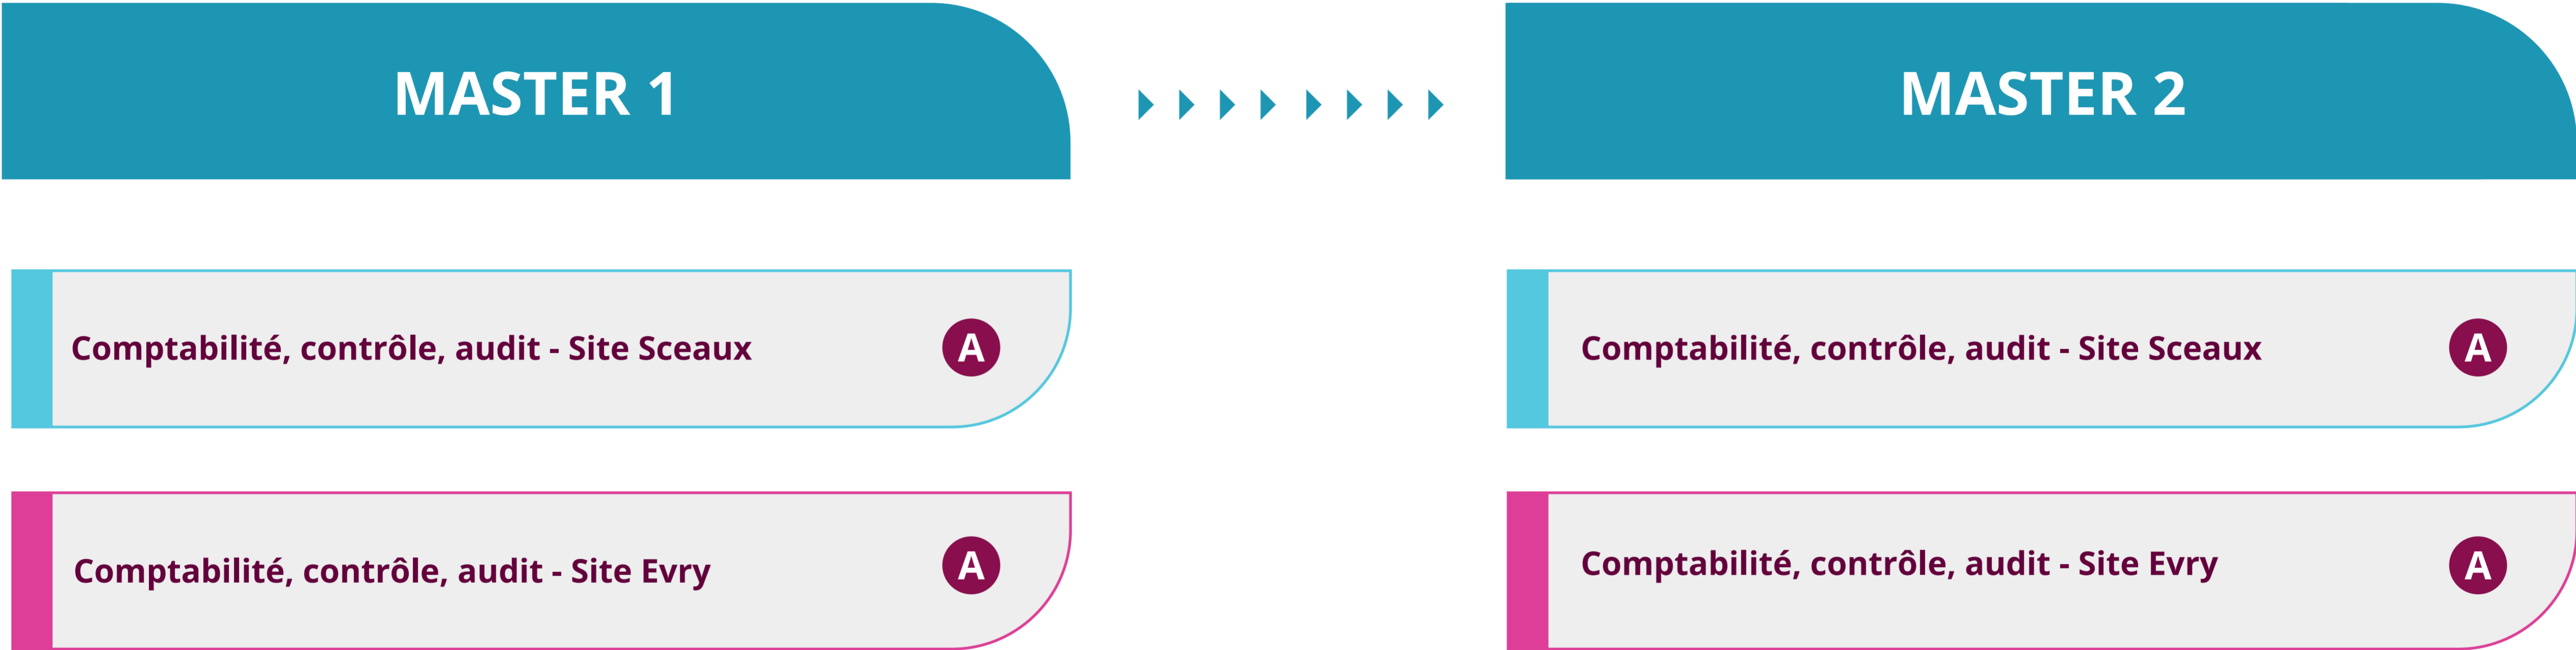 MASTER 1
MASTER 2
Comptabilité, contrôle, audit - Site Sceaux
A
Comptabilité, contrôle, audit - Site Sceaux
A
Comptabilité, contrôle, audit - Site Evry
A
Comptabilité, contrôle, audit - Site Evry
A